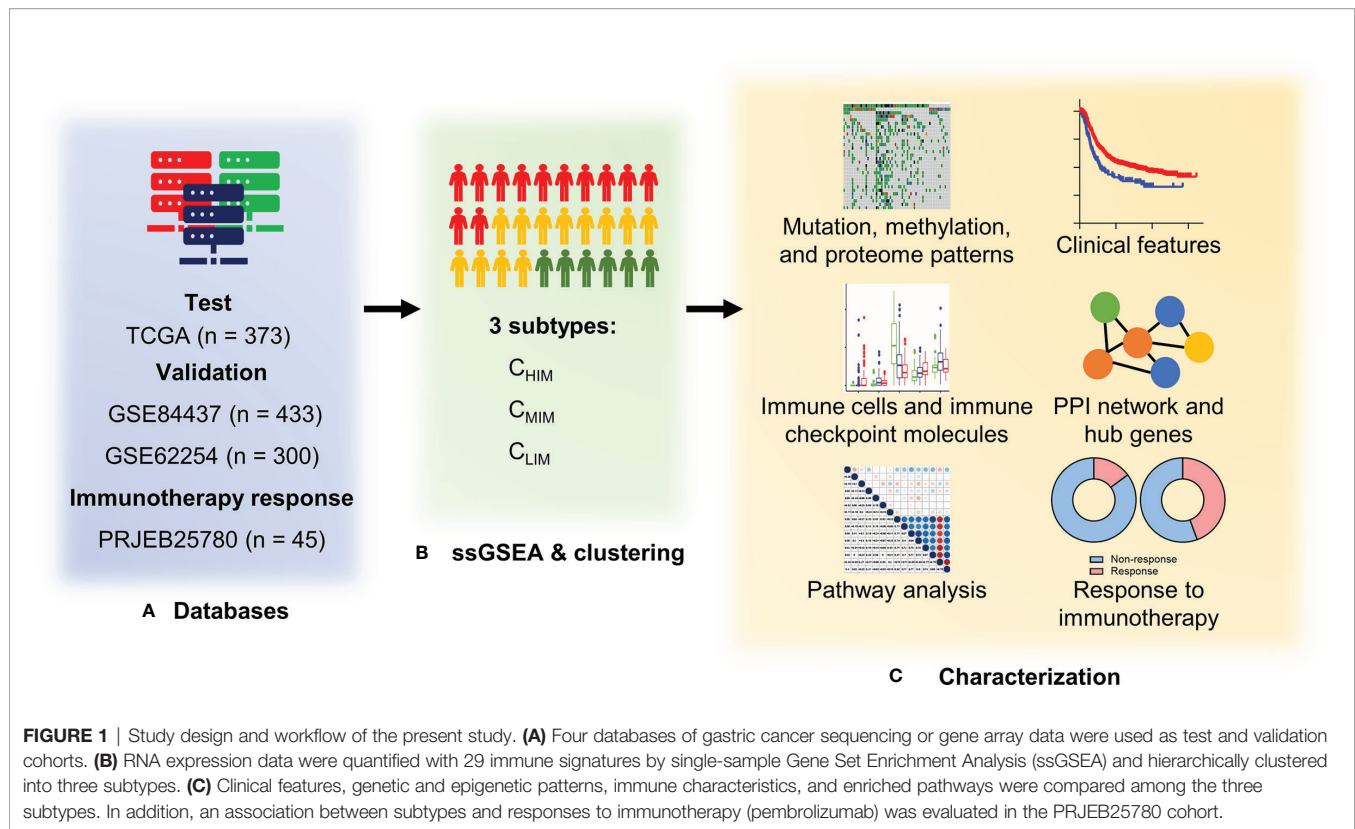 Test
TCGA (n = 373)
Validation
GSE84437 (n = 433)
GSE62254 (n = 300)
Immunotherapy response
PRJEB25780 (n = 45)
A Databases
3 subtypes:
CHIM
CMIM
CLIM
B ssGSEA & clustering
Mutation, methylation,
and proteome patterns
Clinical features
Immune cells and immune
checkpoint molecules
PPI network and
hub genes
Pathway analysis
Non-response
Response
Response to
immunotherapy
C Characterization
FIGURE 1 | Study design and workflow of the present study. (A) Four databases of gastric cancer sequencing or gene array data were used as test and validation
cohorts. (B) RNA expression data were quantified with 29 immune signatures by single-sample Gene Set Enrichment Analysis (ssGSEA) and hierarchically clustered
into three subtypes. (C) Clinical features, genetic and epigenetic patterns, immune characteristics, and enriched pathways were compared among the three
subtypes. In addition, an association between subtypes and responses to immunotherapy (pembrolizumab) was evaluated in the PRJEB25780 cohort.